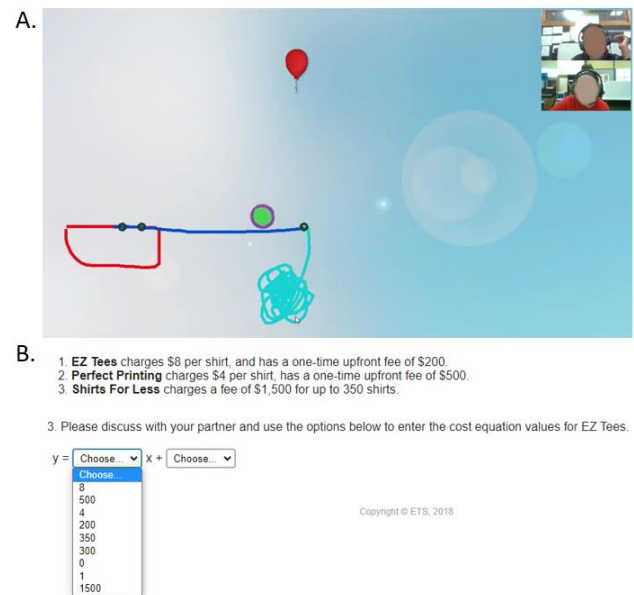 A.
B.
1. EZ Tees charges $8 per shirt, and has a one-time upfront fee of $200.
2. Perfect Printing charges $4 per shirt, has a one-time upfront fee of $500.
3. Shirts For Less charges a fee of $1,500 for up to 350 shirts.
3. Please discuss with your partner and use the options below to enter the cost equation values for EZ Tees.
y = Choose... x + Choose...
Choose...
8
500
4
200
350
300
0
1
1500
Copyright © ETS, 2018